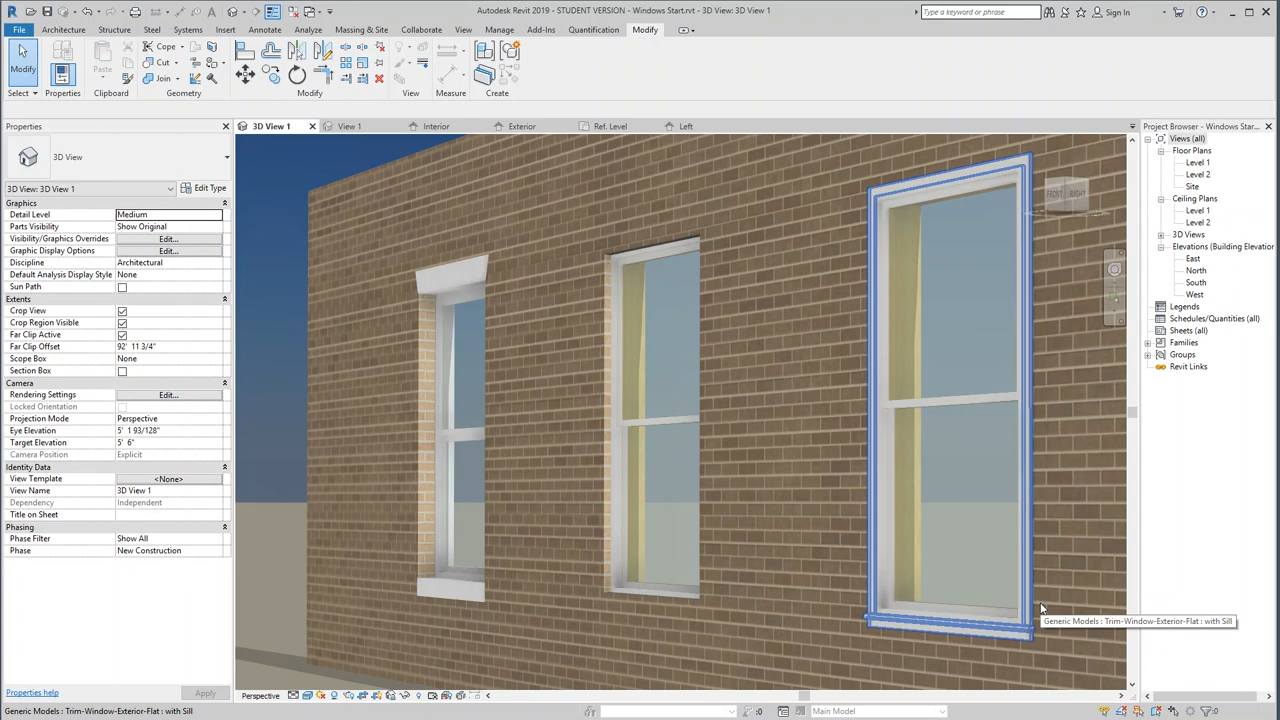 Autodesk Revit 2019 - STUDENT VERSION - Windows Start.rvt - 3D View: 3D View 1
Type a keyword or phrase
Sign In
File Architecture Structure Steel Systems Insert Annotate Analyze Massing & Site Collaborate View Manage Add-Ins Quantification Modify
Modify
Paste
Cope
Cut
Join
Select Properties Clipboard Geometry Modify View Measure Create
Properties
3D View 1 View 1 Interior Exterior Ref. Level Left
Project Browser - Windows Star...
3D View
3D View: 3D View 1 Edit Type
Graphics
Detail Level Medium
Parts Visibility Show Original
Visibility/Graphics Overrides Edit...
Graphic Display Options Edit...
Discipline Architectural
Default Analysis Display Style None
Sun Path
Extents
Crop View
Crop Region Visible
Far Clip Active
Far Clip Offset 92' 11 3/4"
Scope Box None
Section Box
Camera
Rendering Settings Edit...
Locked Orientation
Projection Mode Perspective
Eye Elevation 5' 1 93/128"
Target Elevation 5' 6"
Camera Position Explicit
Identity Data
View Template <None>
View Name 3D View 1
Dependency Independent
Title on Sheet
Phasing
Phase Filter Show All
Phase New Construction
Properties help Apply
FRONT RIGHT
Generic Models : Trim-Window-Exterior-Flat : with Sill
Views (all)
Floor Plans
Level 1
Level 2
Site
Ceiling Plans
Level 1
Level 2
3D Views
Elevations (Building Elevation
East
North
South
West
Legends
Schedules/Quantities (all)
Sheets (all)
Families
Groups
Revit Links
Perspective
Generic Models : Trim-Window-Exterior-Flat : with Sill
:0 Main Model :0